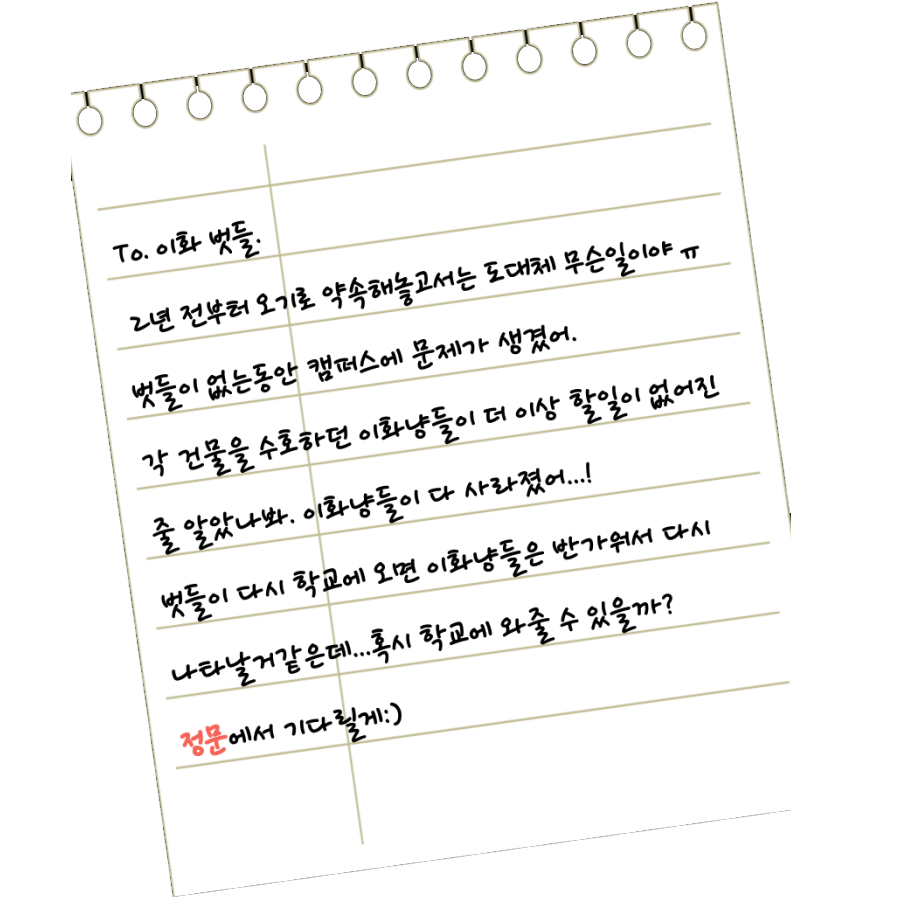 To. 이화 벗들.
2년 전부터 오기로 약속해놓고서는 도대체 무슨일이야 ㅠ
벗들이 없는동안 캠퍼스에 문제가 생겼어.
각 건물을 수호하던 이화냥들이 더 이상 할일이 없어진
줄 알았나봐. 이화냥들이 다 사라졌어...!
벗들이 다시 학교에 오면 이화냥들은 반가워서 다시
나타날거같은데...혹시 학교에 와줄 수 있을까?
정문에서 기다릴게:)